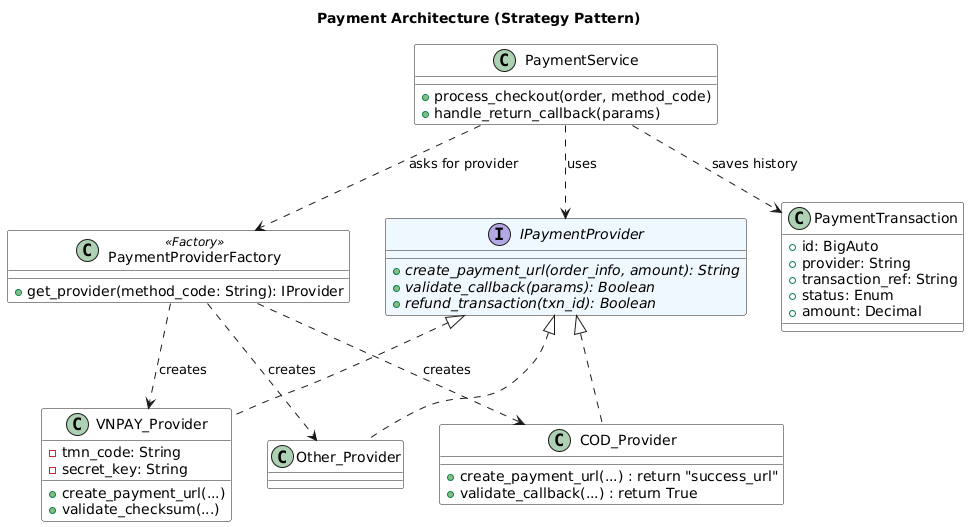 Payment Architecture (Strategy Pattern)
C PaymentService
process_checkout(order, method_code)
handle_return_callback(params)
asks for provider
uses
saves history
«Factory»
C PaymentProviderFactory
get_provider(method_code: String): IProvider
I IPaymentProvider
create_payment_url(order_info, amount): String
validate_callback(params): Boolean
refund_transaction(txn_id): Boolean
C PaymentTransaction
id: BigAuto
provider: String
transaction_ref: String
status: Enum
amount: Decimal
creates
creates
creates
C VNPAY_Provider
tmn_code: String
secret_key: String
create_payment_url(...)
validate_checksum(...)
C Other_Provider
C COD_Provider
create_payment_url(...) : return "success_url"
validate_callback(...) : return True